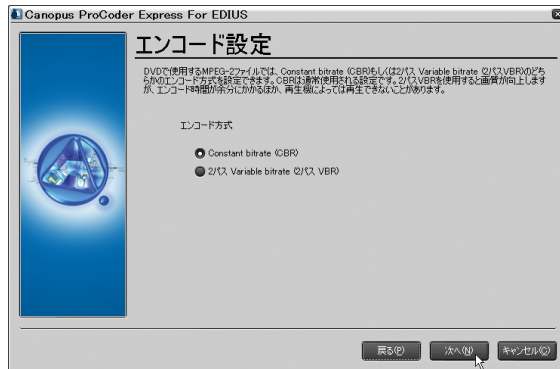 Canopus ProCoder Express For EDIUS
エンコード設定
DVDで使用するMPEG-2ファイルでは、Constant bitrate (CBR)もしくは2パス Variable bitrate (2パスVBR)のどち
らかのエンコード方式を設定できます。CBRは通常使用される設定です。2パスVBRを使用すると画質が向上します
が、エンコード時間が余分にかかるほか、再生機によっては再生できないことがあります。
エンコード方式
Constant bitrate (CBR)
2パス Variable bitrate (2パス VBR)
戻る(P) 次へ(N) キャンセル(C)